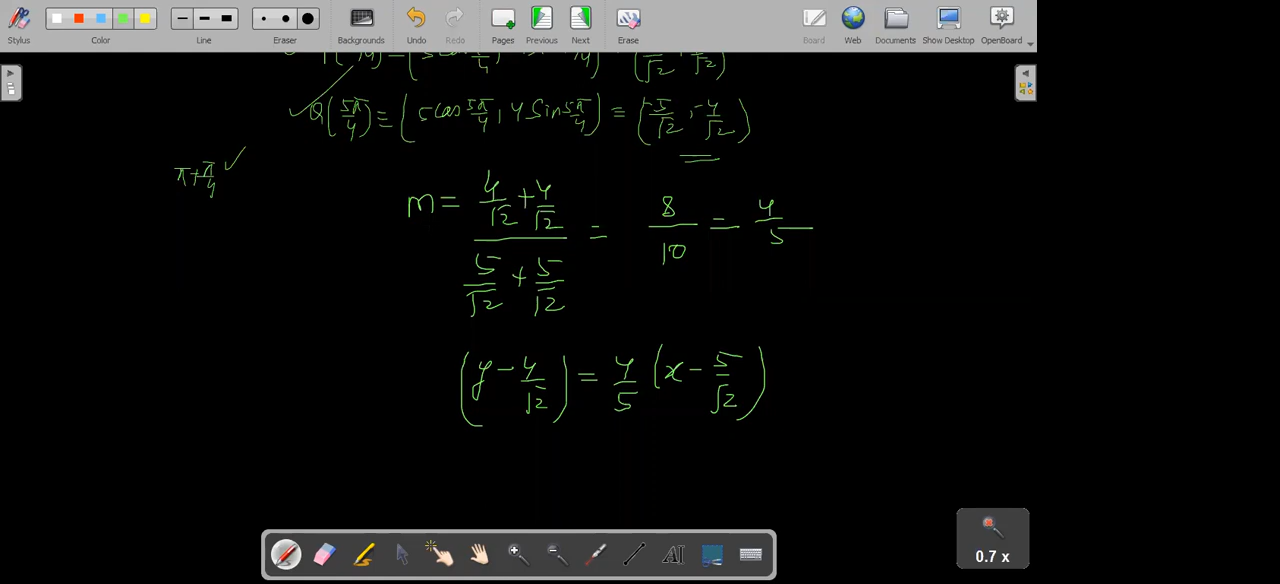 Stylus Color Line Eraser Backgrounds Undo Redo Pages Previous Next Erase Board Web Documents Show Desktop OpenBoard
Q(5π/4) ≡ (5cos 5π/4, 4 Sin 5π/4) ≡ (-5/√2, -4/√2)
π+π/4 ✓
m = (4/√2 + 4/√2)/(5/√2 + 5/√2) = 8/10 = 4/5
(y - 4/√2) = 4/5 (x - 5/√2)
0.7 x